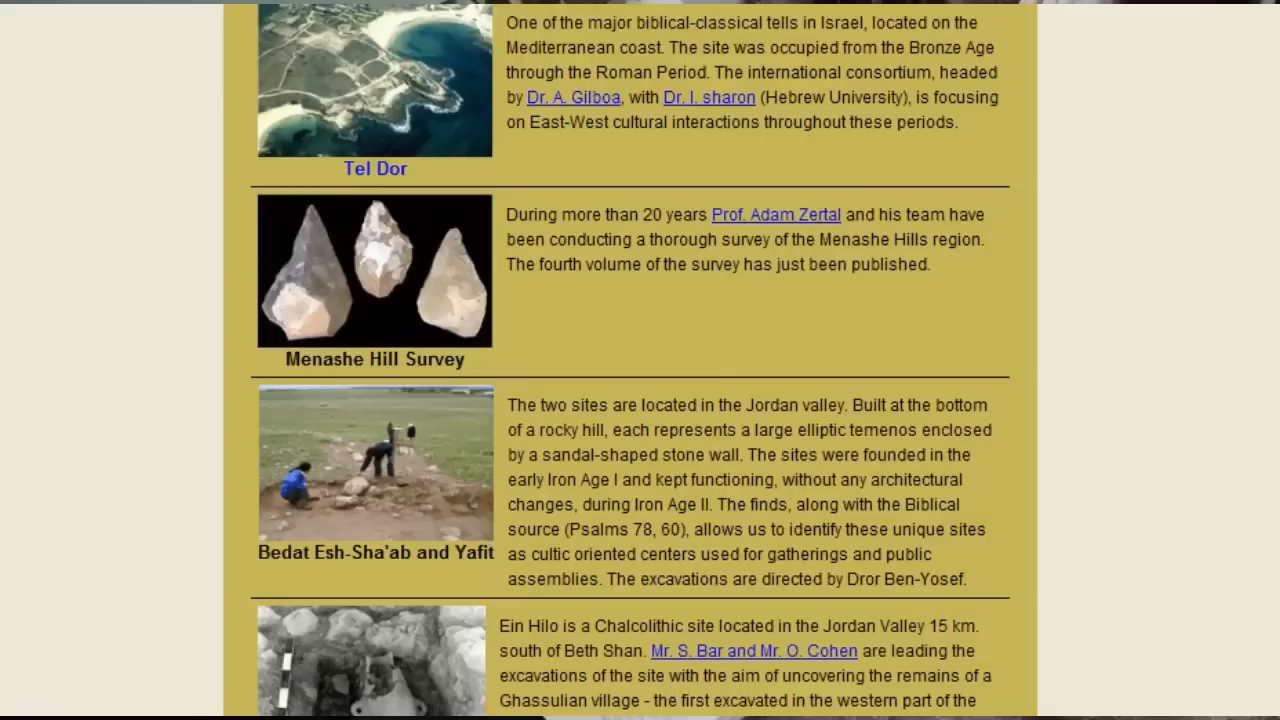 One of the major biblical-classical tells in Israel, located on the
Mediterranean coast. The site was occupied from the Bronze Age
through the Roman Period. The international consortium, headed
by Dr. A. Gilboa, with Dr. I. sharon (Hebrew University), is focusing
on East-West cultural interactions throughout these periods.
Tel Dor
During more than 20 years Prof. Adam Zertal and his team have
been conducting a thorough survey of the Menashe Hills region.
The fourth volume of the survey has just been published.
Menashe Hill Survey
The two sites are located in the Jordan valley. Built at the bottom
of a rocky hill, each represents a large elliptic temenos enclosed
by a sandal-shaped stone wall. The sites were founded in the
early Iron Age I and kept functioning, without any architectural
changes, during Iron Age II. The finds, along with the Biblical
source (Psalms 78, 60), allows us to identify these unique sites
as cultic oriented centers used for gatherings and public
assemblies. The excavations are directed by Dror Ben-Yosef.
Bedat Esh-Sha'ab and Yafit
Ein Hilo is a Chalcolithic site located in the Jordan Valley 15 km.
south of Beth Shan. Mr. S. Bar and Mr. O. Cohen are leading the
excavations of the site with the aim of uncovering the remains of a
Ghassulian village - the first excavated in the western part of the